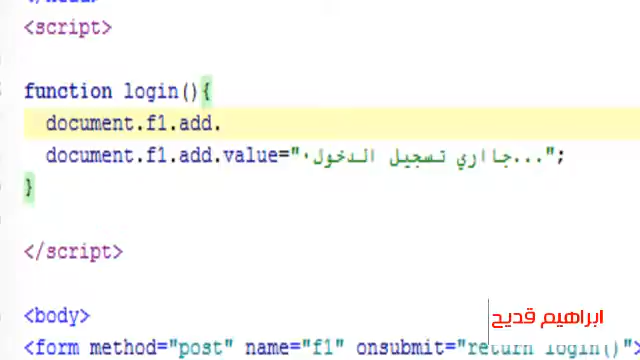 <script>
function login(){
document.f1.add.
document.f1.add.value="جااري تسجيل الدخول...";
}
</script>
<body>
ابراهيم قديح
<form method="post" name="f1" onsubmit="return login()">